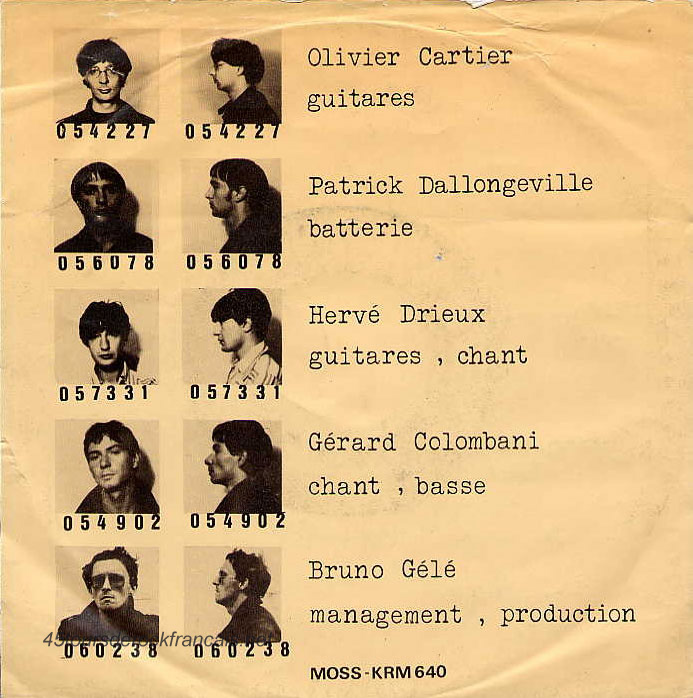 Olivier Cartier
guitares
054227 054227
Patrick Dallongeville
batterie
056078 056078
Hervé Drieux
guitares , chant
057331 057331
Gérard Colombani
chant , basse
054902 054902
Bruno Gélé
management , production
060238 060238
MOSS-KRM 640